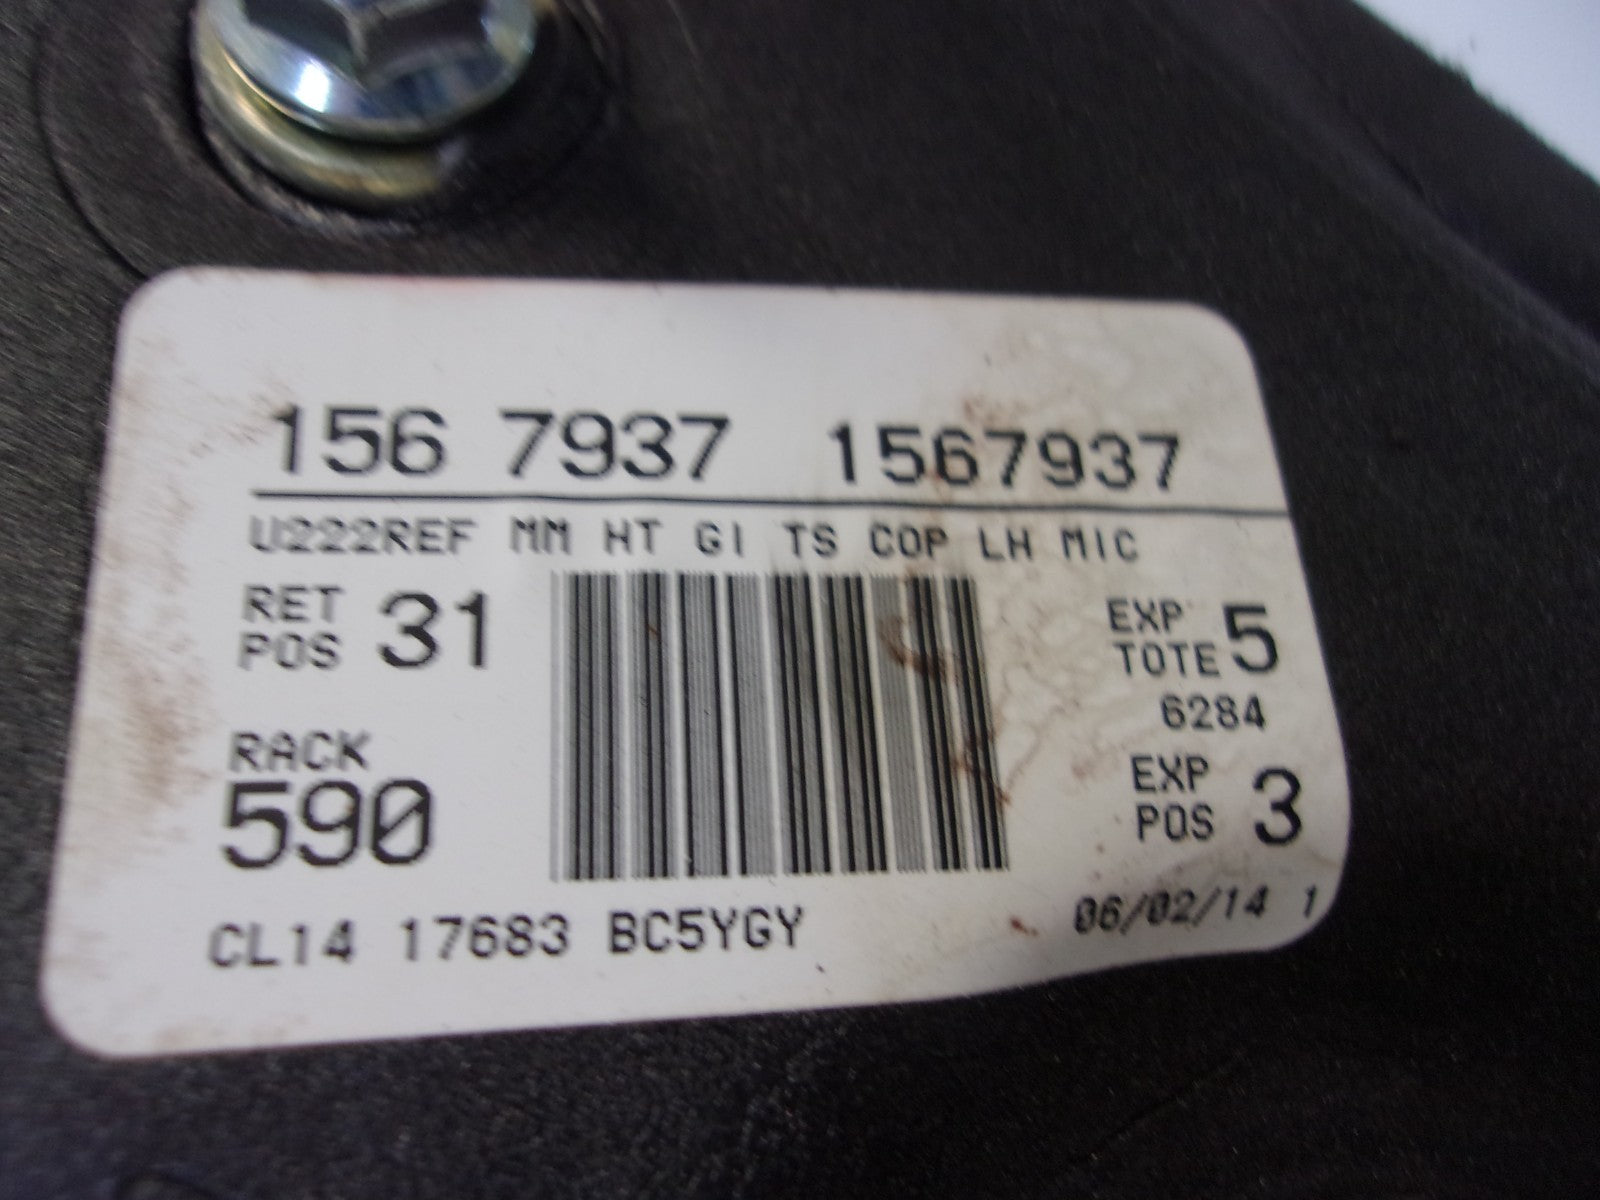 156 7937 1567937
U222REF MM HT GI TS COP LH MIC
RET POS 31
EXP TOTE 5
6284
RACK
590
EXP POS 3
CL14 17683 BC5YGY 06/02/14 1